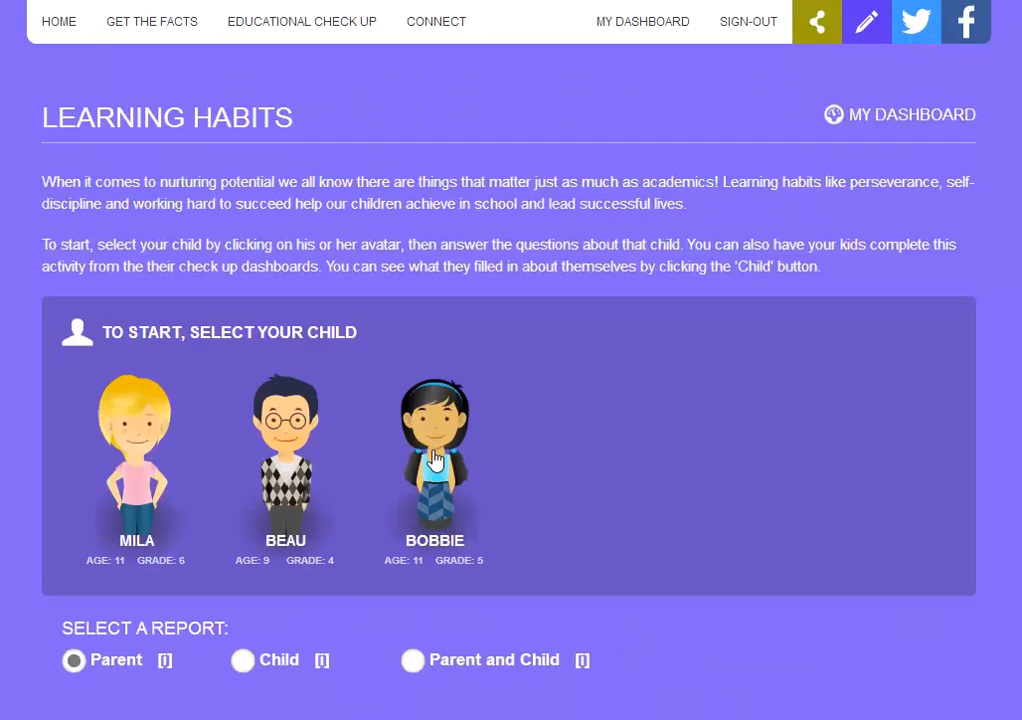 HOME GET THE FACTS EDUCATIONAL CHECK UP CONNECT MY DASHBOARD SIGN-OUT
LEARNING HABITS
MY DASHBOARD
When it comes to nurturing potential we all know there are things that matter just as much as academics! Learning habits like perseverance, self-
discipline and working hard to succeed help our children achieve in school and lead successful lives.
To start, select your child by clicking on his or her avatar, then answer the questions about that child. You can also have your kids complete this
activity from the their check up dashboards. You can see what they filled in about themselves by clicking the 'Child' button.
TO START, SELECT YOUR CHILD
MILA BEAU BOBBIE
AGE: 11 GRADE: 6 AGE: 9 GRADE: 4 AGE: 11 GRADE: 5
SELECT A REPORT:
Parent [i] Child [i] Parent and Child [i]